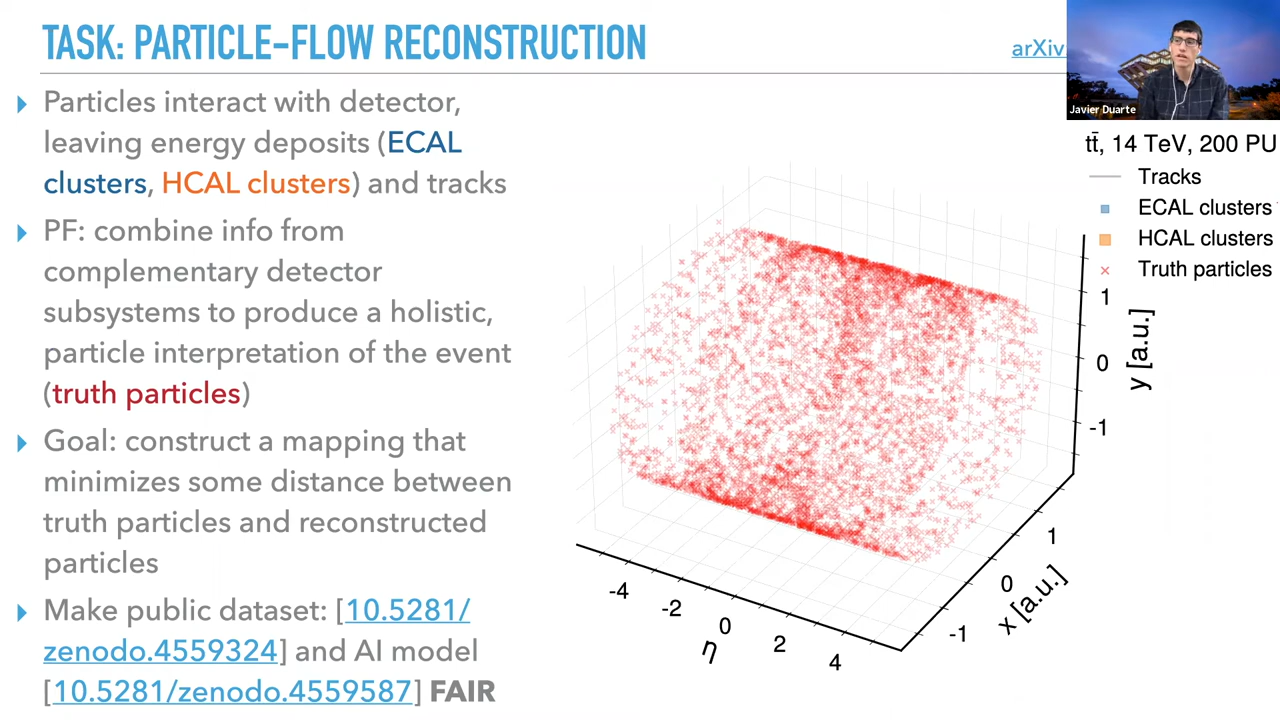 TASK: PARTICLE-FLOW RECONSTRUCTION
arXiv
Javier Duarte
Particles interact with detector,
leaving energy deposits (ECAL
clusters, HCAL clusters) and tracks
PF: combine info from
complementary detector
subsystems to produce a holistic,
particle interpretation of the event
(truth particles)
Goal: construct a mapping that
minimizes some distance between
truth particles and reconstructed
particles
Make public dataset: [10.5281/
zenodo.4559324] and AI model
[10.5281/zenodo.4559587] FAIR
tt̄, 14 TeV, 200 PU
Tracks
ECAL clusters
HCAL clusters
Truth particles
1
0
-1
y [a.u.]
1
0
-1
x [a.u.]
-4
-2
0
2
4
η